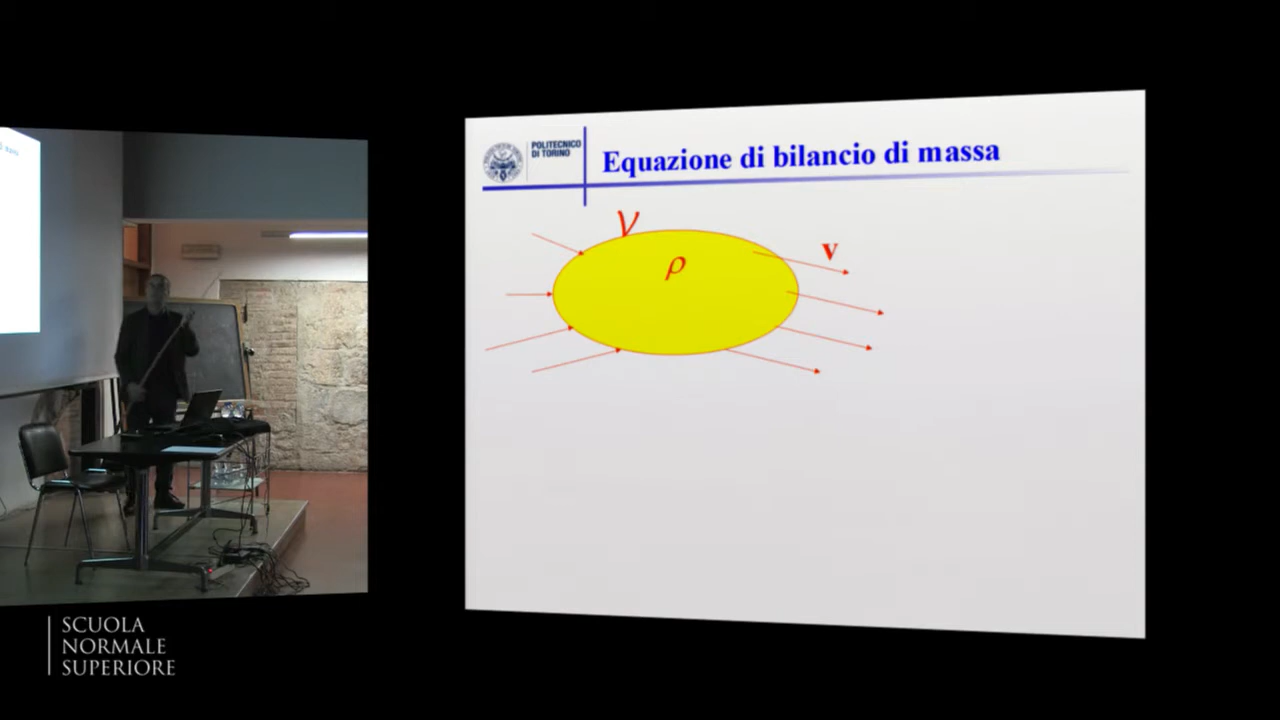 POLITECNICO
DI TORINO
Equazione di bilancio di massa
V
ρ
v
SCUOLA
NORMALE
SUPERIORE